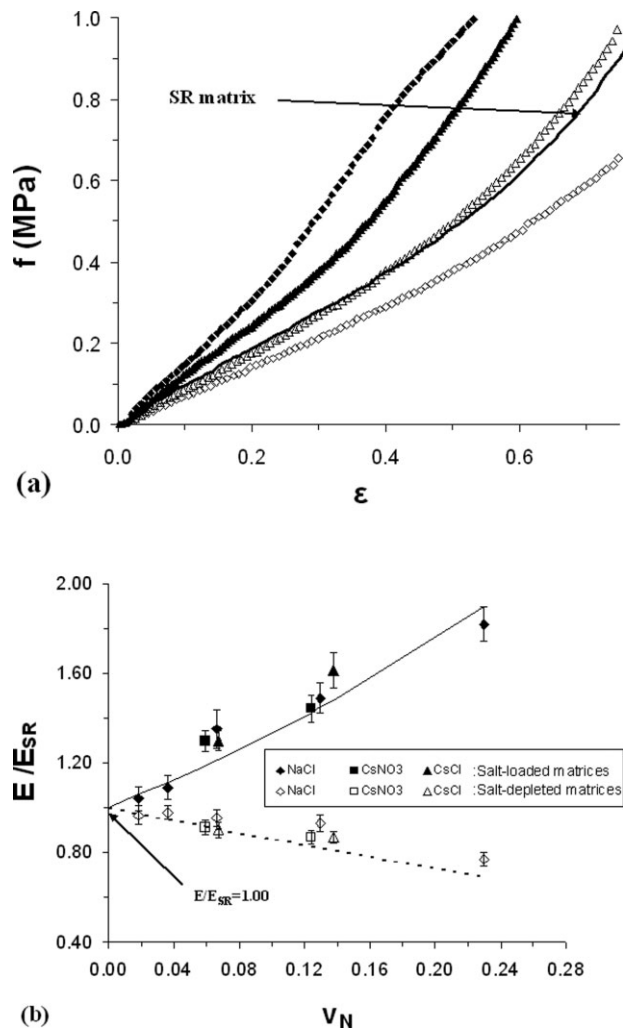 1.0
0.8
SR matrix
0.6
f (MPa)
0.4
0.2
0.0
0.0 0.2 0.4 0.6
(a) ε
2.00
1.60
E /E_SR
1.20
NaCl CsNO3 CsCl :Salt-loaded matrices
NaCl CsNO3 CsCl :Salt-depleted matrices
0.80
E/E_SR=1.00
0.40
0.00 0.04 0.08 0.12 0.16 0.20 0.24 0.28
(b) V_N